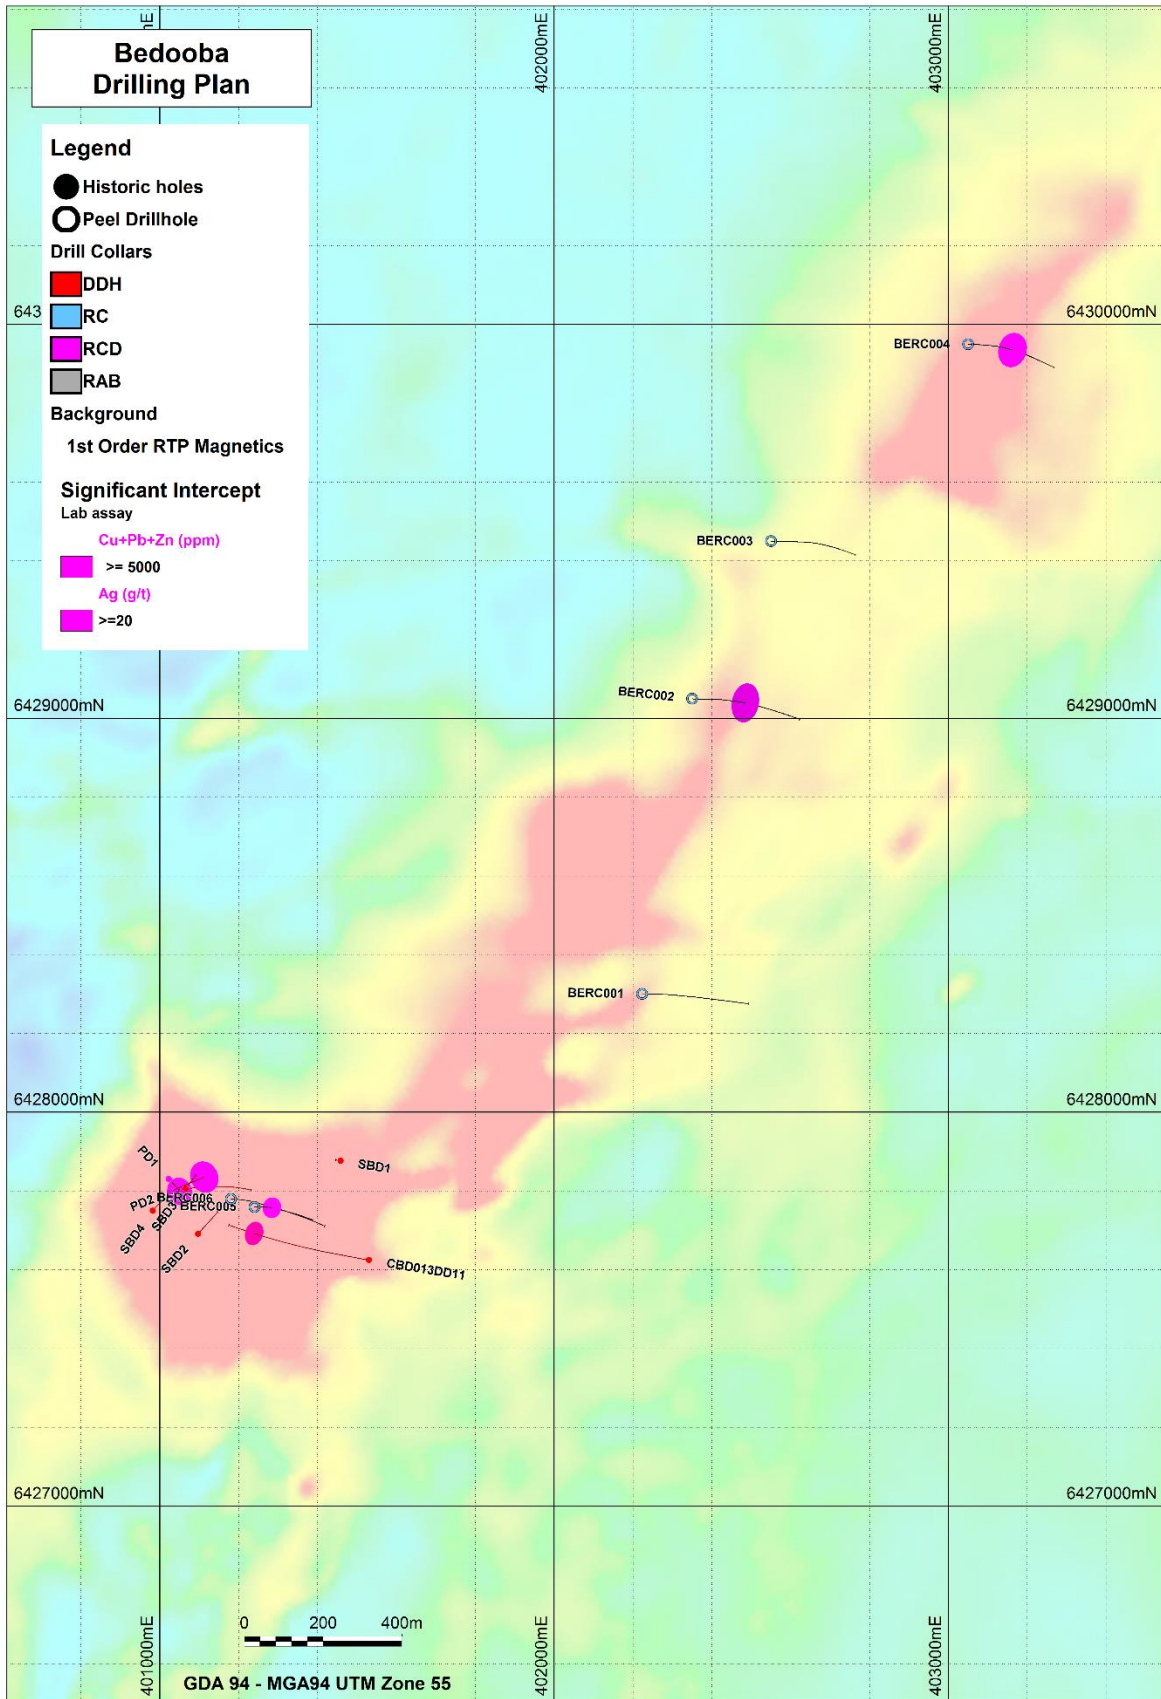 mE
402000mE
403000mE
Bedooba
Drilling Plan
Legend
Historic holes
Peel Drillhole
Drill Collars
DDH
RC
RCD
RAB
Background
1st Order RTP Magnetics
Significant Intercept
Lab assay
Cu+Pb+Zn (ppm)
>= 5000
Ag (g/t)
>=20
643
6430000mN
BERC004
BERC003
BERC002
6429000mN
6429000mN
BERC001
6428000mN
6428000mN
PD1
SBD1
PD2
BERC006
BERC005
SBD3
SBD4
SBD2
CBD013DD11
6427000mN
6427000mN
0 200 400m
401000mE
402000mE
403000mE
GDA 94 - MGA94 UTM Zone 55